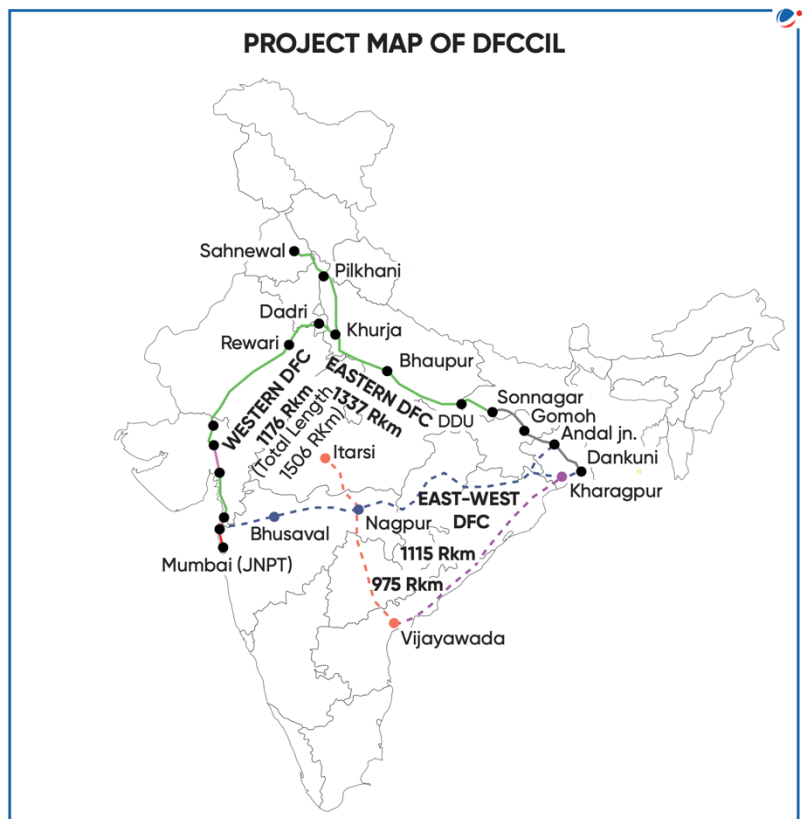 PROJECT MAP OF DFCCIL
Sahnewal
Pilkhani
Dadri
Khurja
Rewari
Bhaupur
WESTERN DFC
1176 Rkm
(Total Length
1506 RKm)
EASTERN DFC
1337 Rkm
DDU
Sonnagar
Gomoh
Andal jn.
Dankuni
Itarsi
Kharagpur
EAST-WEST
DFC
Bhusaval
Nagpur
1115 Rkm
Mumbai (JNPT)
975 Rkm
Vijayawada